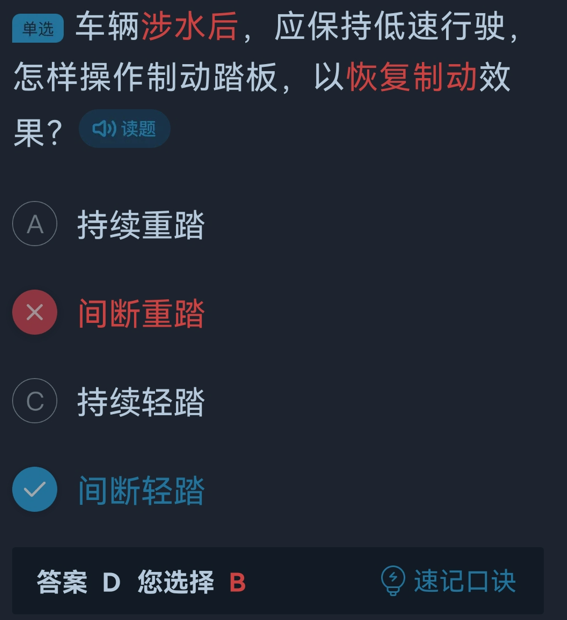 单选 车辆涉水后，应保持低速行驶，
怎样操作制动踏板，以恢复制动效
果？ 读题
A 持续重踏
间断重踏
C 持续轻踏
间断轻踏
答案 D 您选择 B 速记口诀